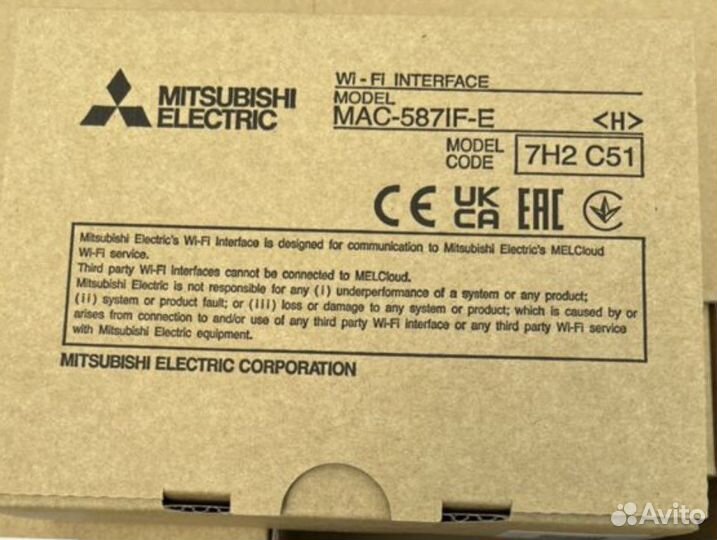 MITSUBISHI
ELECTRIC
Wi-Fi INTERFACE
MODEL
MAC-587IF-E <H>
MODEL
CODE
7H2 C51
CE UK
CA EAC
Mitsubishi Electric's Wi-Fi Interface is designed for communication to Mitsubishi Electric's MELCloud
Wi-Fi service.
Third party Wi-Fi Interfaces cannot be connected to MELCloud.
Mitsubishi Electric is not responsible for any (i) underperformance of a system or any product;
(ii) system or product fault; or (iii) loss or damage to any system or product; which is caused by or
arises from connection to and/or use of any third party Wi-Fi interface or any third party Wi-Fi service
with Mitsubishi Electric equipment.
MITSUBISHI ELECTRIC CORPORATION
Avito